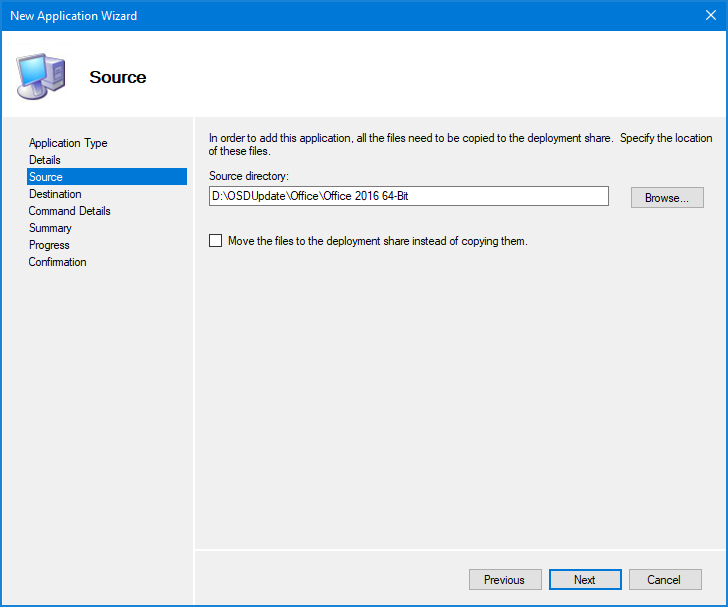 New Application Wizard
Source
Application Type
Details
Source
Destination
Command Details
Summary
Progress
Confirmation
In order to add this application, all the files need to be copied to the deployment share.  Specify the location
of these files.
Source directory:
D:\OSDUpdate\Office\Office 2016 64-Bit
Browse...
Move the files to the deployment share instead of copying them.
Previous
Next
Cancel